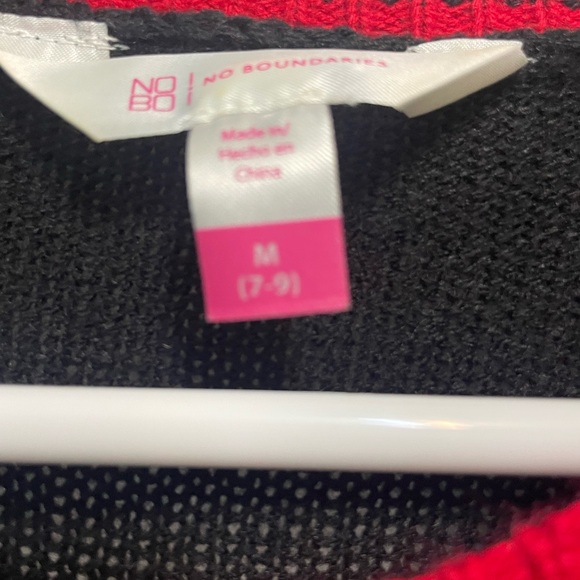 NO
BO
NO BOUNDARIES
Made in/
Hecho en
China
M
(7-9)